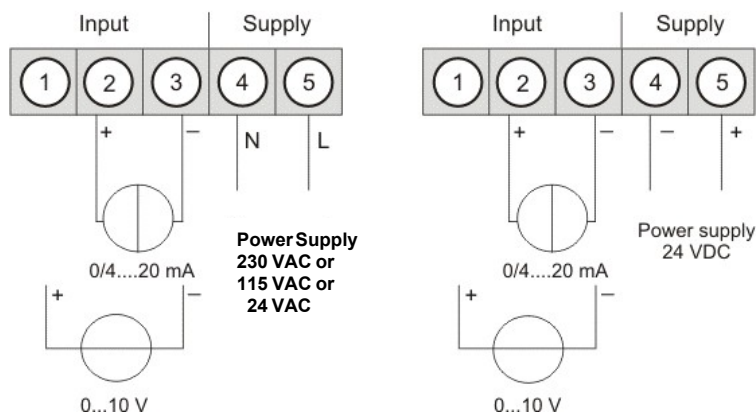 Input Supply
1 2 3 4 5
+ − N L
Power Supply
230 VAC or
115 VAC or
24 VAC
0/4....20 mA
+ −
0...10 V
Input Supply
1 2 3 4 5
+ − − +
Power supply
24 VDC
0/4....20 mA
+ −
0...10 V